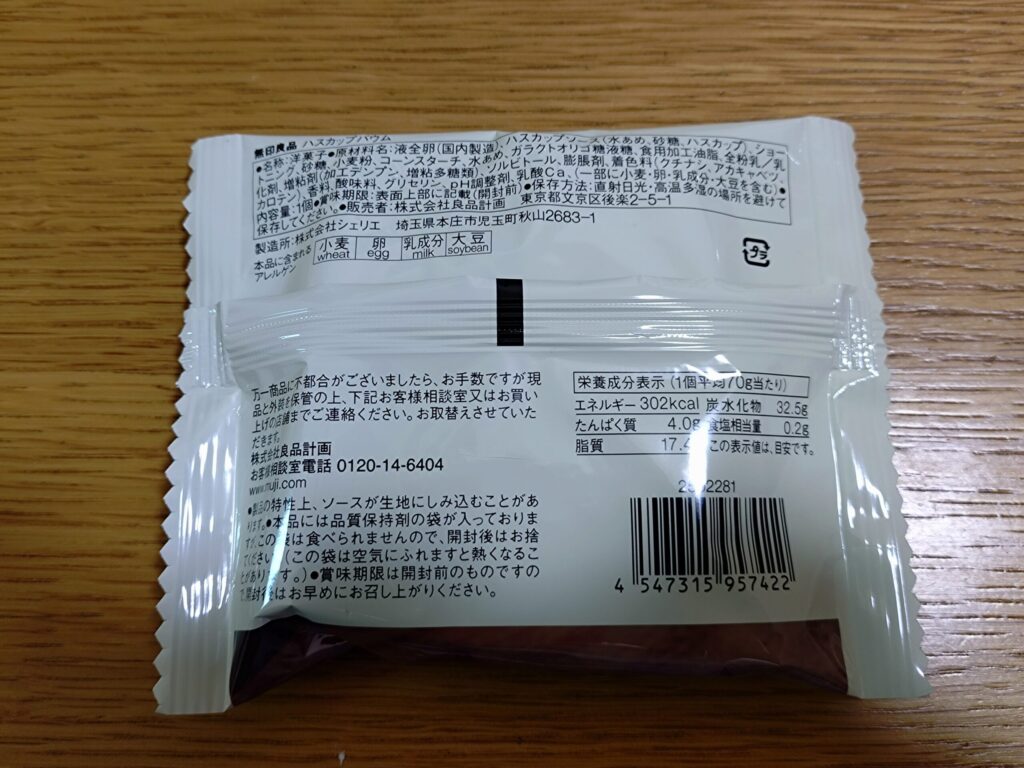 無印良品 ハスカップバウム
●名称:洋菓子●原材料名:液全卵(国内製造)、ハスカップソース(水あめ、砂糖、ハスカップ)、ショー
ニング、砂糖、小麦粉、コーンスターチ、水あめ、ガラクトオリゴ糖液糖、食用加工油脂、全粉乳/乳
化剤、増粘剤(加工デンプン、増粘多糖類)、ソルビトール、膨脹剤、着色料(クチナシ、アカキャベツ、
カロテン)、香料、酸味料、グリセリン、pH調整剤、乳酸Ca、(一部に小麦・卵・乳成分・大豆を含む)●
内容量:1個●賞味期限:表面上部に記載(開封前)●保存方法:直射日光・高温多湿の場所を避けて
保存してください。●販売者:株式会社良品計画 東京都文京区後楽2-5-1
製造所:株式会社シェリエ 埼玉県本庄市児玉町秋山2683-1
本品に含まれる
アレルゲン
小麦 卵 乳成分 大豆
wheat egg milk soybean
プラ
万一商品に不都合がございましたら、お手数ですが現
品と外装を保管の上、下記お客様相談室又はお買い
上げの店舗までご連絡ください。お取替えさせていた
だきます。
株式会社良品計画
お客様相談室電話 0120-14-6404
www.muji.com
●製品の特性上、ソースが生地にしみ込むことがあ
ります。●本品には品質保持剤の袋が入っておりま
すが、この袋は食べられませんので、開封後はお捨
てください。(この袋は空気にふれますと熱くなるこ
とがあります。)●賞味期限は開封前のものですの
で、開封後はお早めにお召し上がりください。
栄養成分表示(1個平均70g当たり)
エネルギー 302kcal 炭水化物 32.5g
たんぱく質 4.0g 食塩相当量 0.2g
脂質 17.4 この表示値は、目安です。
2281
4 547315 957422